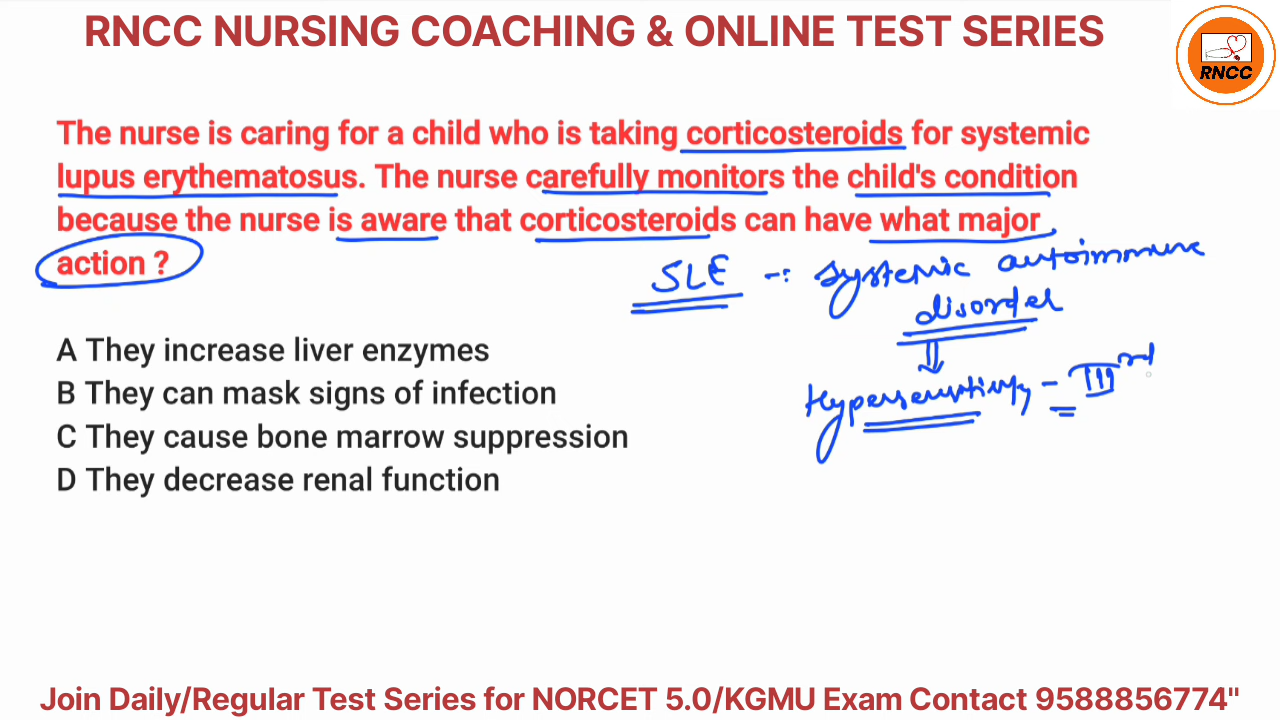 RNCC NURSING COACHING & ONLINE TEST SERIES
RNCC
The nurse is caring for a child who is taking corticosteroids for systemic
lupus erythematosus. The nurse carefully monitors the child's condition
because the nurse is aware that corticosteroids can have what major
action ?
SLE -: Systemic autoimmune
disorder
Hypersensitivity - III rd
A They increase liver enzymes
B They can mask signs of infection
C They cause bone marrow suppression
D They decrease renal function
Join Daily/Regular Test Series for NORCET 5.0/KGMU Exam Contact 9588856774"